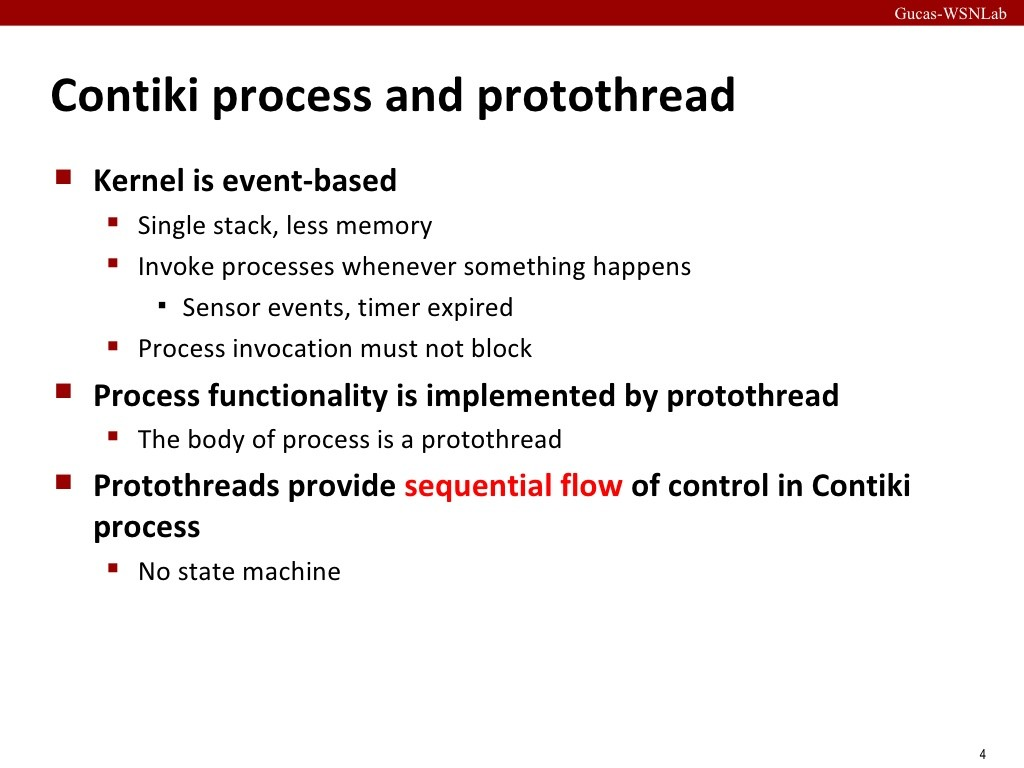 Gucas-WSNLab
Contiki process and protothread
Kernel is event-based
Single stack, less memory
Invoke processes whenever something happens
Sensor events, timer expired
Process invocation must not block
Process functionality is implemented by protothread
The body of process is a protothread
Protothreads provide sequential flow of control in Contiki
process
No state machine
4